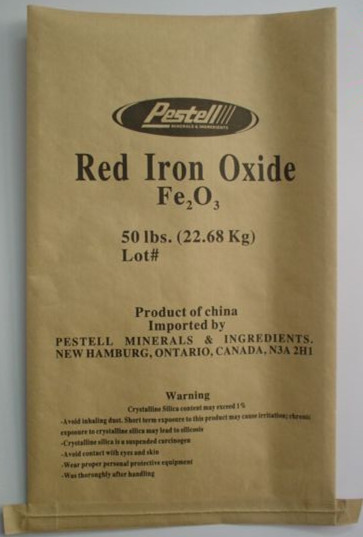 Pestell
MINERALS & INGREDIENTS
Red Iron Oxide
Fe₂O₃
50 lbs. (22.68 Kg)
Lot#
Product of china
Imported by
PESTELL MINERALS & INGREDIENTS.
NEW HAMBURG, ONTARIO, CANADA, N3A 2H1
Warning
Crystalline Silica content may exceed 1%
-Avoid inhaling dust. Short term exposure to this product may cause irritation; chronic
exposure to crystalline silica may lead to silicosis
-Crystalline silica is a suspended carcinogen
-Avoid contact with eyes and skin
-Wear proper personal protective equipment
-Was thoroughly after handling